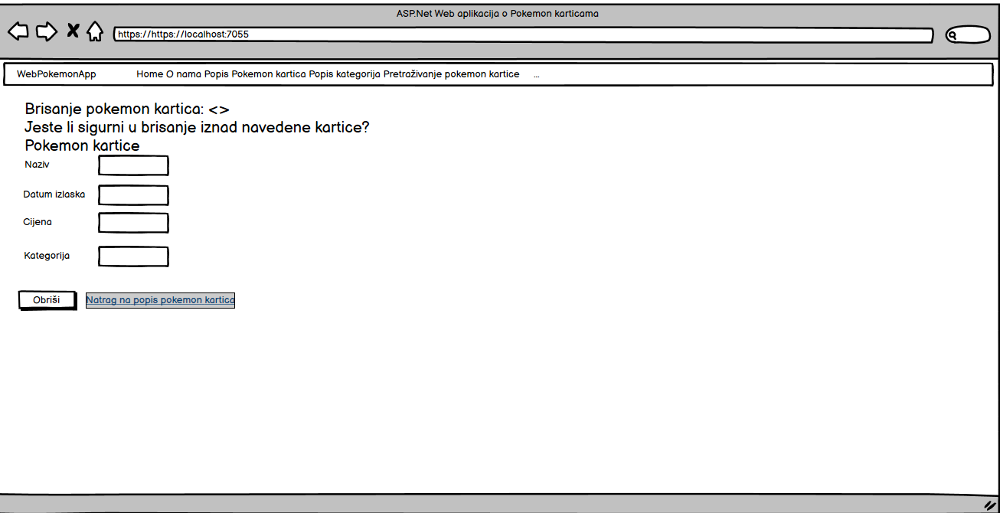 ASP.Net Web aplikacija o Pokemon karticama
https://https://localhost:7055
WebPokemonApp Home O nama Popis Pokemon kartica Popis kategorija Pretraživanje pokemon kartice ...
Brisanje pokemon kartica: <>
Jeste li sigurni u brisanje iznad navedene kartice?
Pokemon kartice
Naziv
Datum izlaska
Cijena
Kategorija
Obriši Natrag na popis pokemon kartica